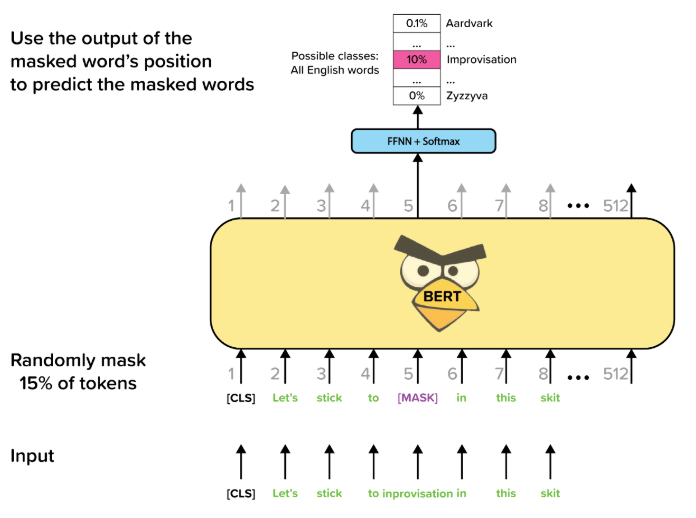 Use the output of the
masked word's position
to predict the masked words
Possible classes:
All English words
0.1% Aardvark
... ...
10% Improvisation
... ...
0% Zyzzyva
FFNN + Softmax
1 2 3 4 5 6 7 8 ••• 512
BERT
Randomly mask
15% of tokens
1 2 3 4 5 6 7 8 ••• 512
[CLS] Let's stick to [MASK] in this skit
Input
[CLS] Let's stick to inprovisation in this skit